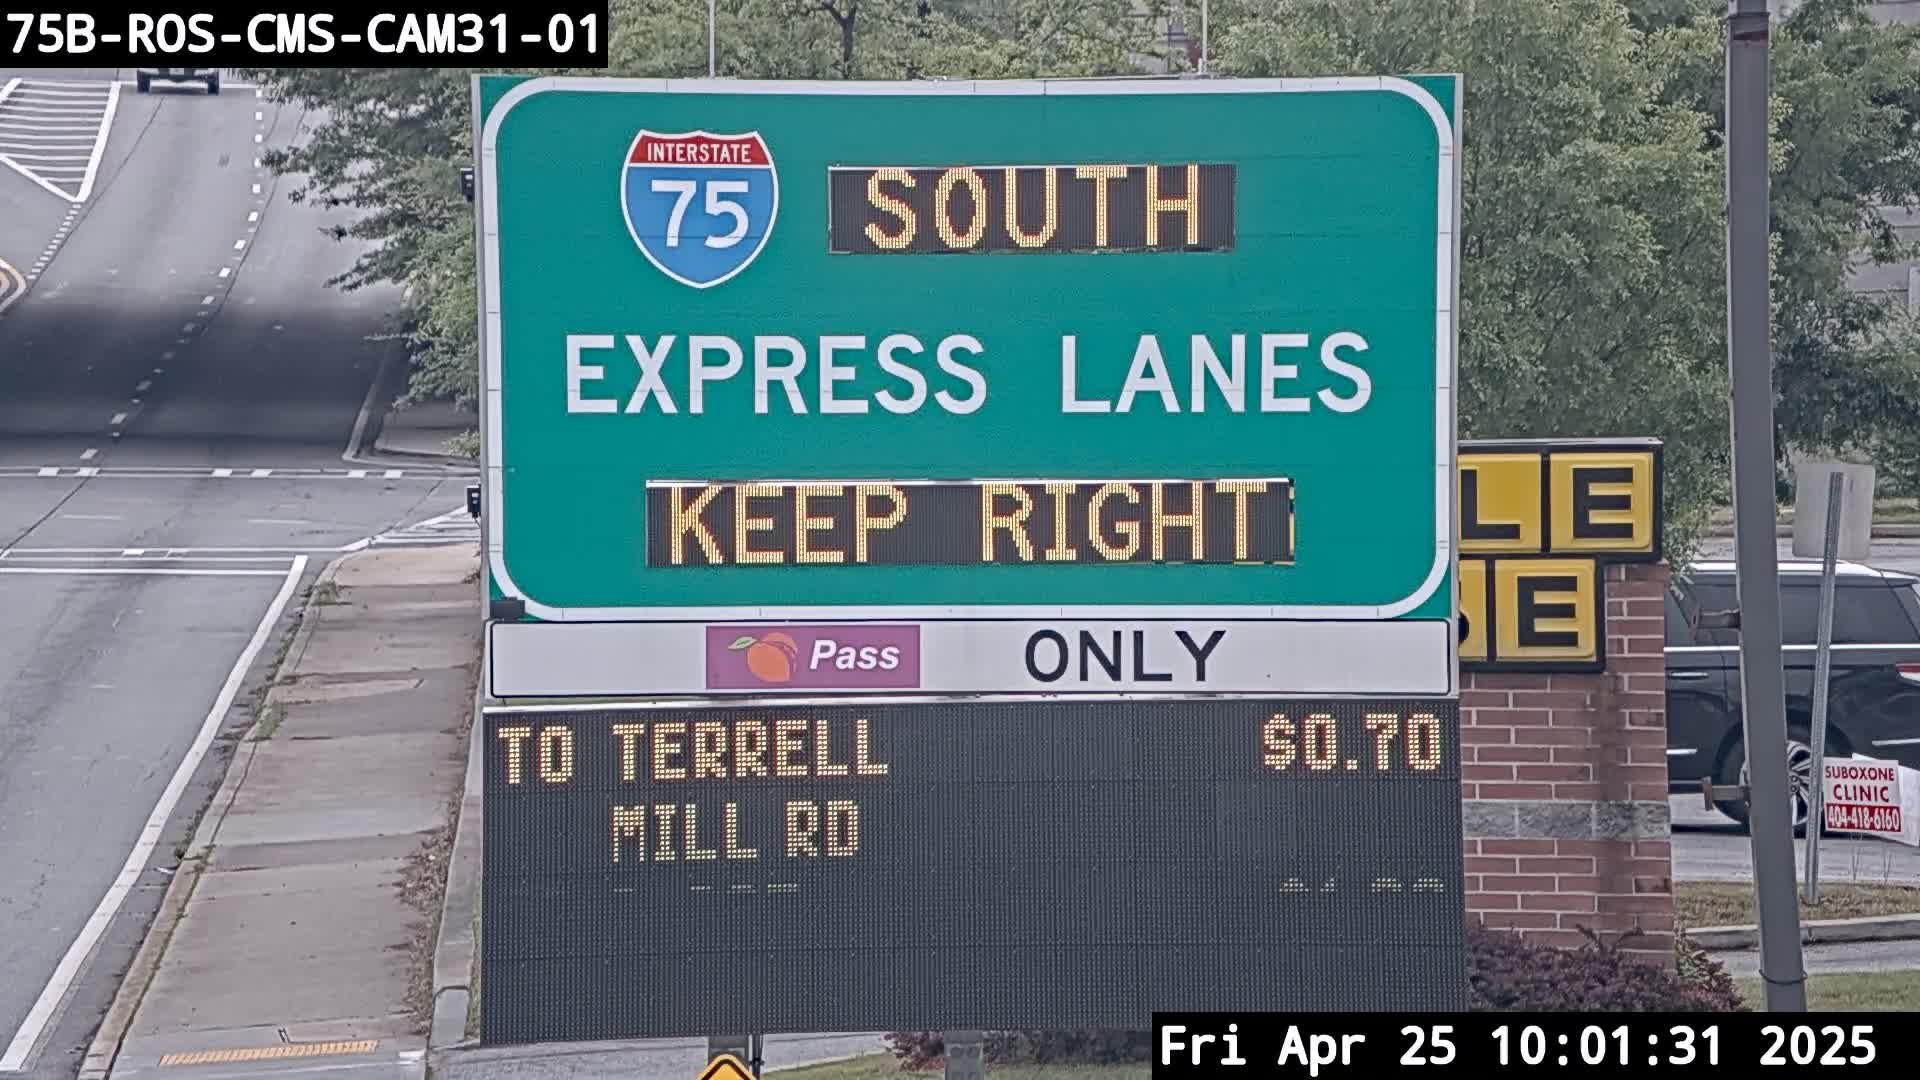 75B-ROS-CMS-CAM31-01
INTERSTATE
75
SOUTH
EXPRESS LANES
KEEP RIGHT
Pass ONLY
TO TERRELL $0.70
MILL RD
LE
E
SUBOXONE
CLINIC
404-418-6160
Fri Apr 25 10:01:31 2025